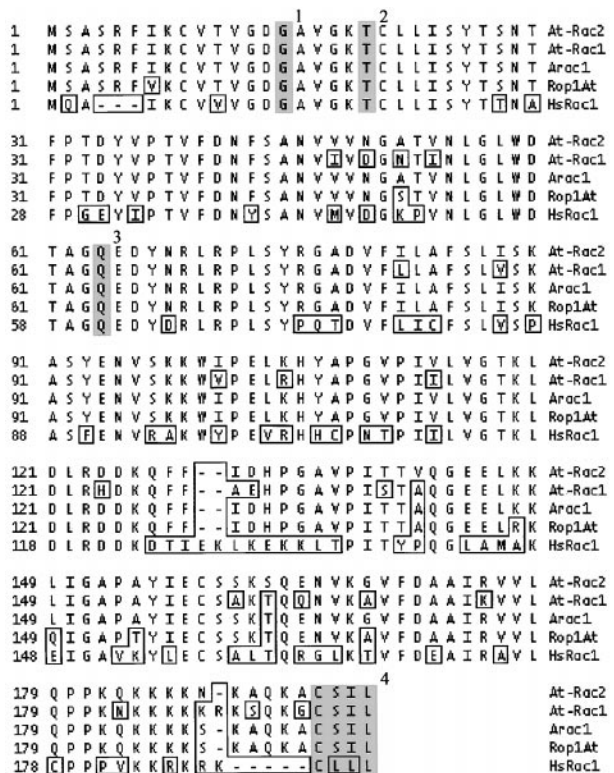 1 2
1 M S A S R F I K C V T V G D G A V G K T C L L I S Y T S N T At-Rac2
1 M S A S R F I K C V T V G D G A V G K T C L L I S Y T S N T At-Rac1
1 M S A S R F I K C V T V G D G A V G K T C L L I S Y T S N T Arac1
1 M S A S R F V K C V T V G D G A V G K T C L L I S Y T S N T Rop1At
1 M Q A - - - I K C V V V G D G A V G K T C L L I S Y T T N A HsRac1
31 F P T D Y V P T V F D N F S A N V V V N G A T V N L G L W D At-Rac2
31 F P T D Y V P T V F D N F S A N V I V D G N T I N L G L W D At-Rac1
31 F P T D Y V P T V F D N F S A N V V V N G A T V N L G L W D Arac1
31 F P T D Y V P T V F D N F S A N V V V N G S T V N L G L W D Rop1At
28 F P G E Y I P T V F D N Y S A N V M V D G K P V N L G L W D HsRac1
3
61 T A G Q E D Y N R L R P L S Y R G A D V F I L A F S L I S K At-Rac2
61 T A G Q E D Y N R L R P L S Y R G A D V F L L A F S L V S K At-Rac1
61 T A G Q E D Y N R L R P L S Y R G A D V F I L A F S L I S K Arac1
61 T A G Q E D Y N R L R P L S Y R G A D V F I L A F S L I S K Rop1At
58 T A G Q E D Y D R L R P L S Y P Q T D V F L I C F S L V S P HsRac1
91 A S Y E N V S K K W I P E L K H Y A P G V P I V L V G T K L At-Rac2
91 A S Y E N V S K K W V P E L R H Y A P G V P I I L V G T K L At-Rac1
91 A S Y E N V S K K W I P E L K H Y A P G V P I V L V G T K L Arac1
91 A S Y E N V S K K W I P E L K H Y A P G V P I V L V G T K L Rop1At
88 A S F E N V R A K W Y P E V R H H C P N T P I I L V G T K L HsRac1
121 D L R D D K Q F F - - I D H P G A V P I T T V Q G E E L K K At-Rac2
121 D L R H D K Q F F - - A E H P G A V P I S T A Q G E E L K K At-Rac1
121 D L R D D K Q F F - - I D H P G A V P I T T A Q G E E L K K Arac1
121 D L R D D K Q F F - - I D H P G A V P I T T A Q G E E L R K Rop1At
118 D L R D D K D T I E K L K E K K L T P I T Y P Q G L A M A K HsRac1
149 L I G A P A Y I E C S S K S Q E N V K G V F D A A I R V V L At-Rac2
149 L I G A P A Y I E C S A K T Q Q N V K A V F D A A I K V V L At-Rac1
149 L I G A P A Y I E C S S K T Q E N V K G V F D A A I R V V L Arac1
149 Q I G A P T Y I E C S S K T Q E N V K A V F D A A I R V V L Rop1At
148 E I G A V K Y L E C S A L T Q R G L K T V F D E A I R A V L HsRac1
4
179 Q P P K Q K K K K N - K A Q K A C S I L At-Rac2
179 Q P P K N K K K K K R K S Q K G C S I L At-Rac1
179 Q P P K Q K K K K S - K A Q K A C S I L Arac1
179 Q P P K Q K K K K S - K A Q K A C S I L Rop1At
178 C P P P V K K R K R K - - - - - C L L L HsRac1